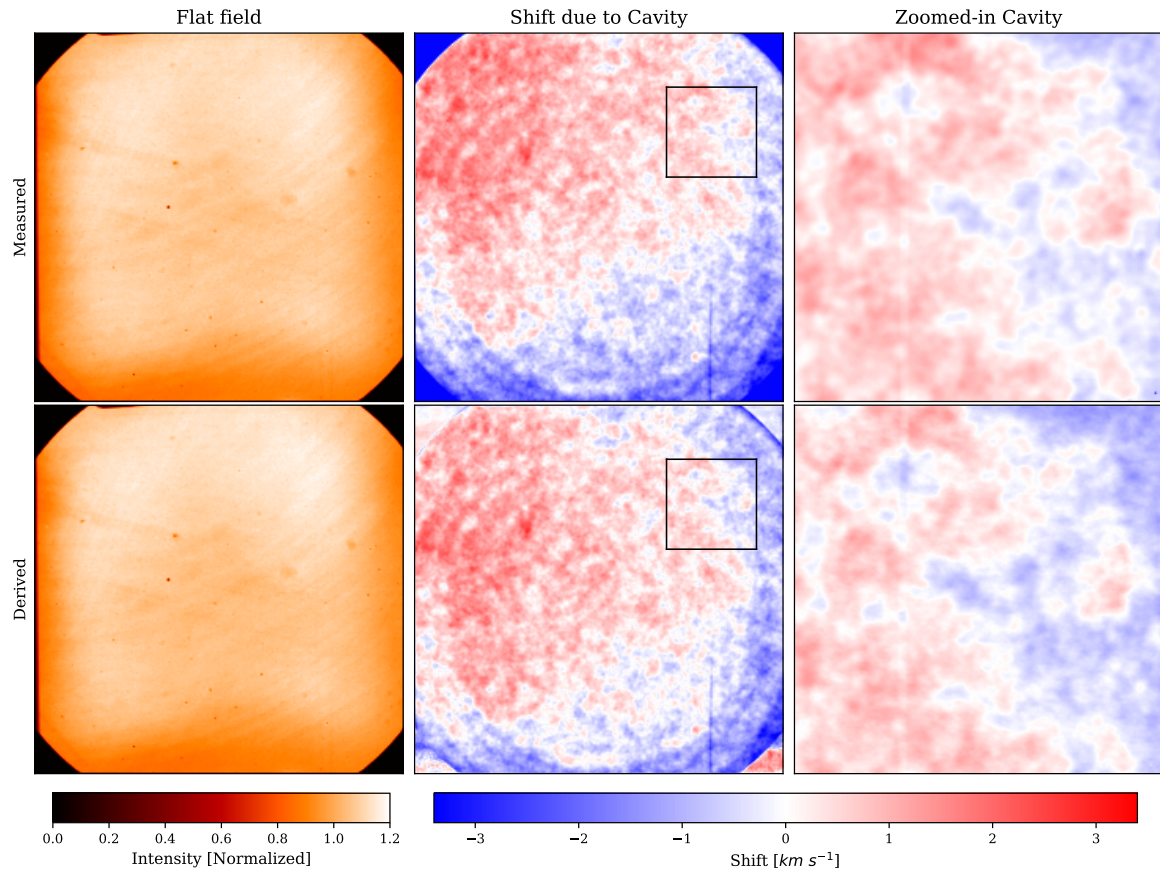 Flat field
Shift due to Cavity
Zoomed-in Cavity
Measured
Derived
0.0 0.2 0.4 0.6 0.8 1.0 1.2
Intensity [Normalized]
−3 −2 −1 0 1 2 3
Shift [km s⁻¹]